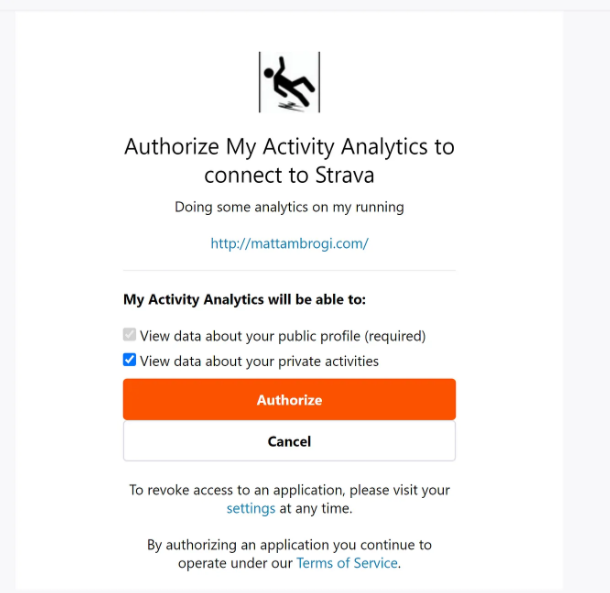 Authorize My Activity Analytics to
connect to Strava
Doing some analytics on my running
http://mattambrogi.com/
My Activity Analytics will be able to:
View data about your public profile (required)
View data about your private activities
Authorize
Cancel
To revoke access to an application, please visit your
settings at any time.
By authorizing an application you continue to
operate under our Terms of Service.